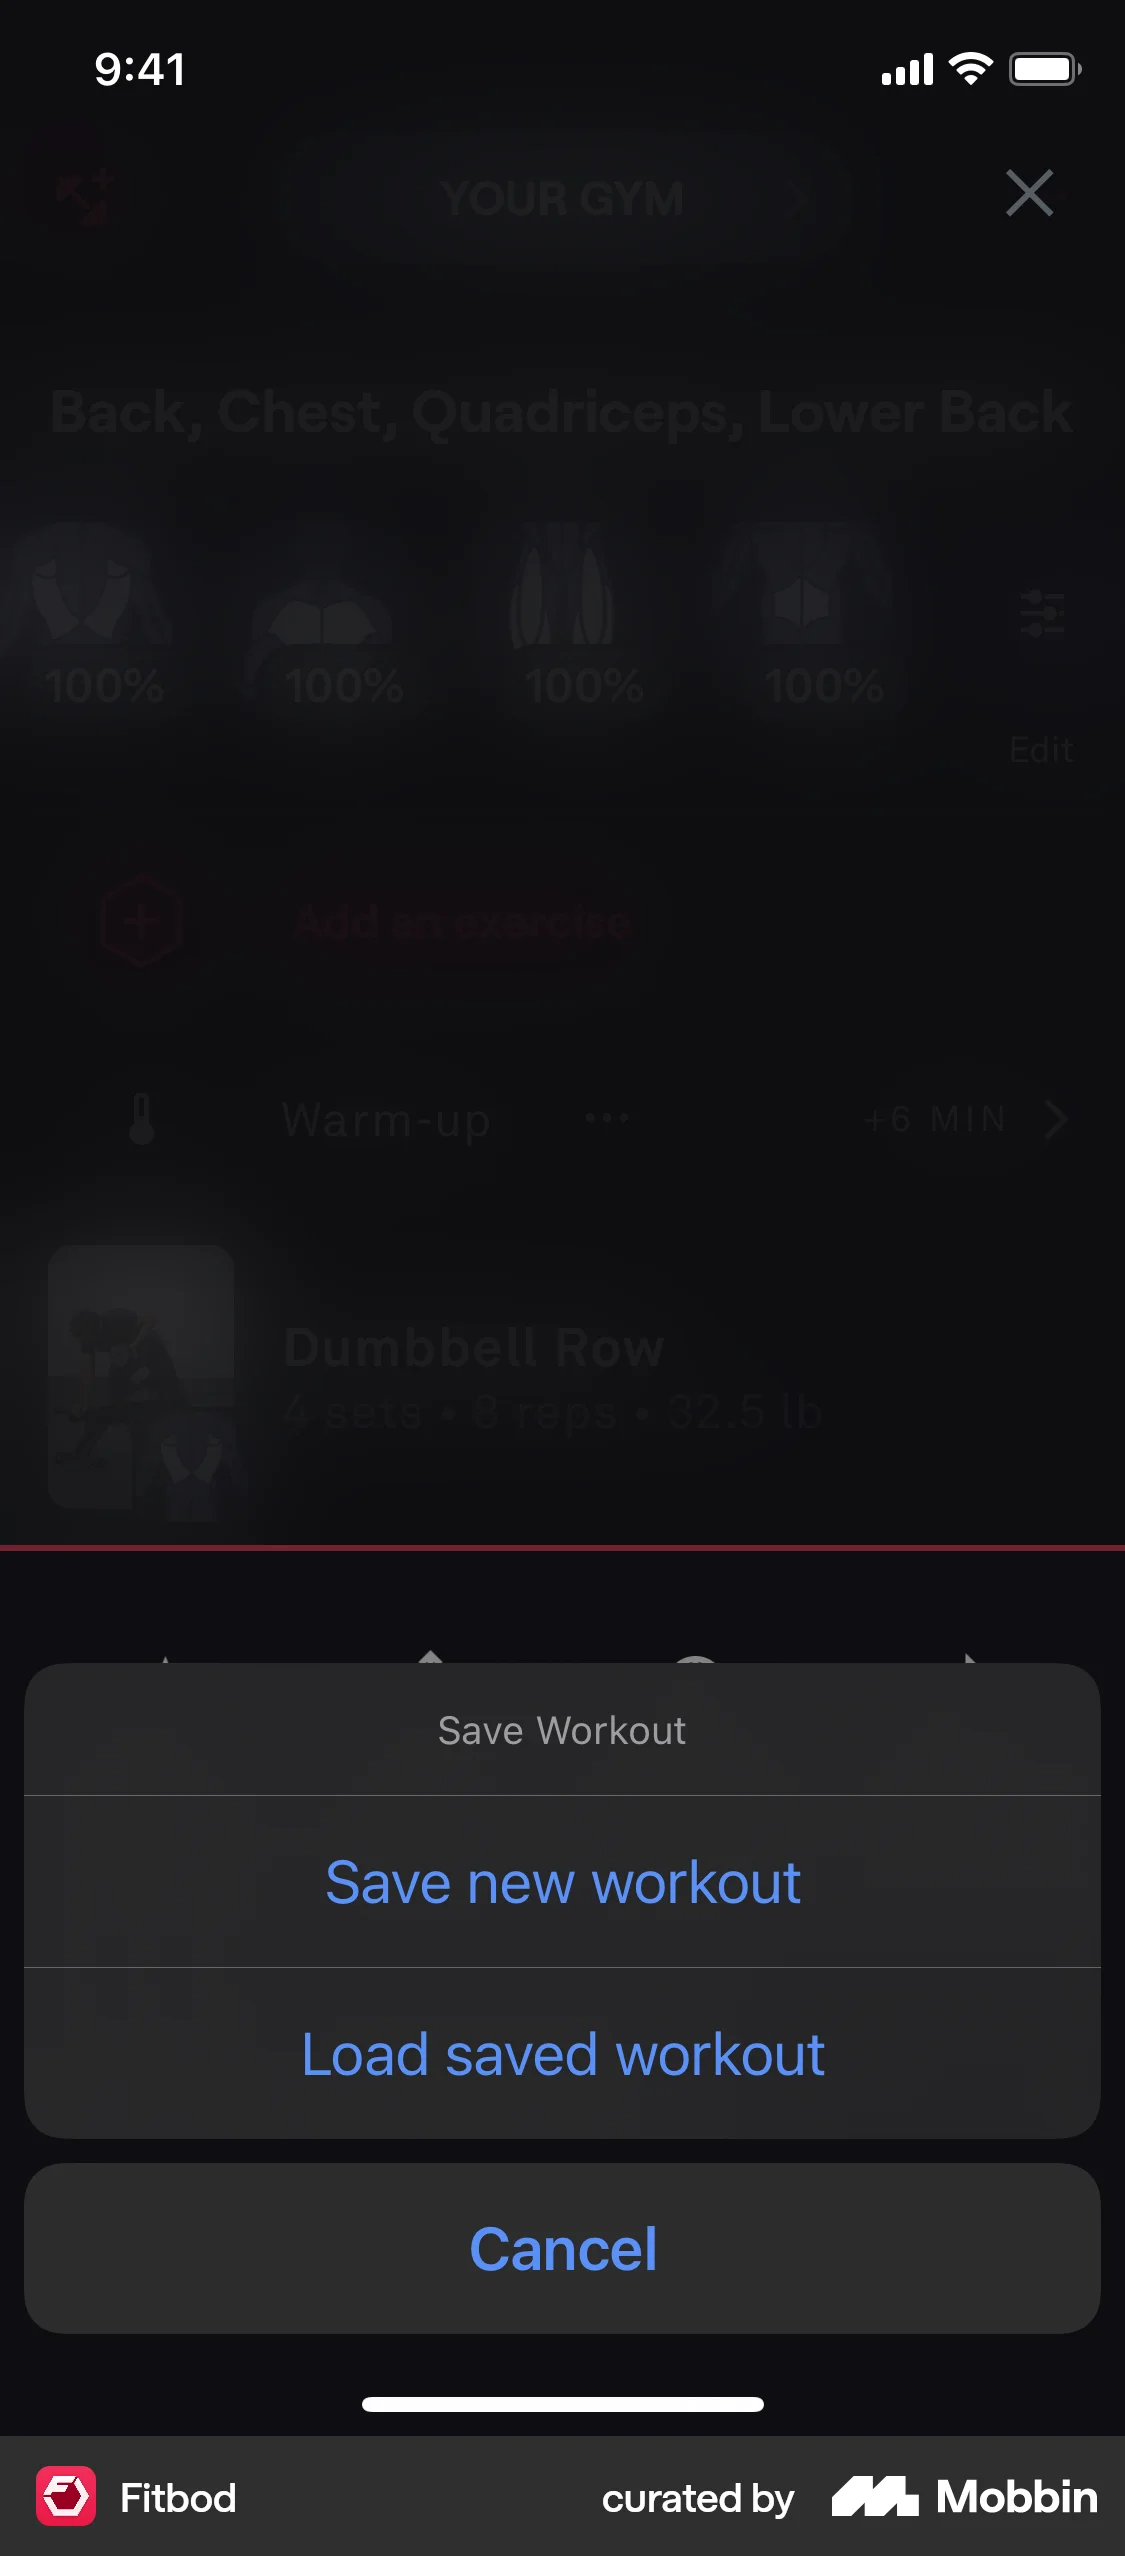 9:41
YOUR GYM
Back, Chest, Quadriceps, Lower Back
100% 100% 100% 100%
Edit
Add an exercise
Warm-up ••• +6 MIN
Dumbbell Row
4 sets • 8 reps • 32.5 lb
Save Workout
Save new workout
Load saved workout
Cancel
Fitbod curated by Mobbin